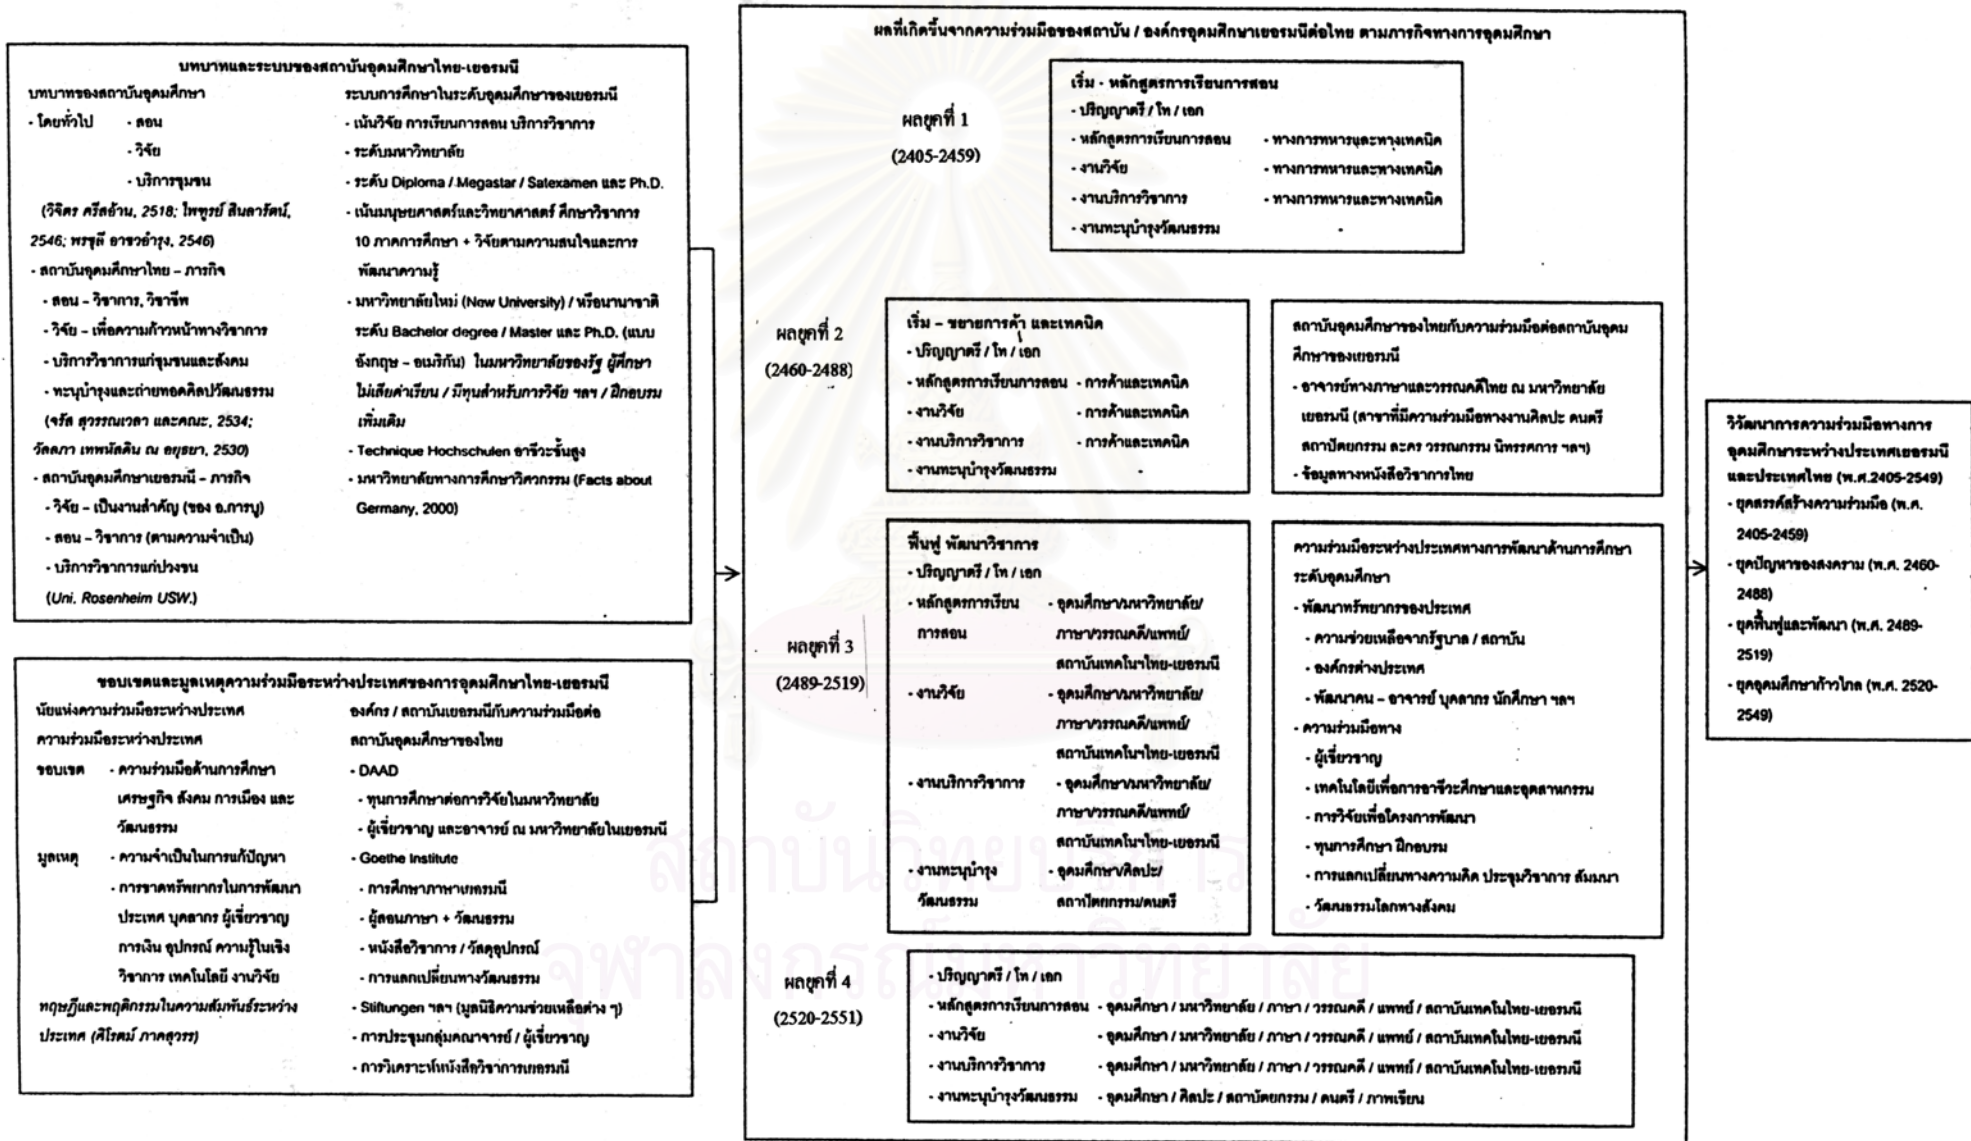 บทบาทและระบบของสถาบันอุดมศึกษาไทย-เยอรมนี
บทบาทของสถาบันอุดมศึกษา
- โดยทั่วไป - สอน
- วิจัย
- บริการชุมชน
(วิจิตร ศรีสอ้าน, 2518; ไพฑูรย์ สินลารัตน์,
2546; พรชุลี อาชวอำรุง, 2546)
- สถาบันอุดมศึกษาไทย – ภารกิจ
- สอน – วิชาการ, วิชาชีพ
- วิจัย – เพื่อความก้าวหน้าทางวิชาการ
- บริการวิชาการแก่ชุมชนและสังคม
- ทะนุบำรุงและถ่ายทอดศิลปวัฒนธรรม
(จรัส สุวรรณเวลา และคณะ, 2534;
วัลลภา เทพหัสดิน ณ อยุธยา, 2530)
- สถาบันอุดมศึกษาเยอรมนี – ภารกิจ
- วิจัย – เป็นงานสำคัญ (ของ อ.การบู)
- สอน – วิชาการ (ตามความจำเป็น)
- บริการวิชาการแก่ปวงชน
(Uni. Rosenheim USW.)
ระบบการศึกษาในระดับอุดมศึกษาของเยอรมนี
- เน้นวิจัย การเรียนการสอน บริการวิชาการ
- ระดับมหาวิทยาลัย
- ระดับ Diploma / Megastar / Satexamen และ Ph.D.
- เน้นมนุษยศาสตร์และวิทยาศาสตร์ ศึกษาวิชาการ
10 ภาคการศึกษา + วิจัยตามความสนใจและการ
พัฒนาความรู้
- มหาวิทยาลัยใหม่ (New University) / หรือนานาชาติ
ระดับ Bachelor degree / Master และ Ph.D. (แบบ
อังกฤษ – อเมริกัน) ในมหาวิทยาลัยของรัฐ ผู้ศึกษา
ไม่เสียค่าเรียน / มีทุนสำหรับการวิจัย ฯลฯ / ฝึกอบรม
เพิ่มเติม
- Technique Hochschulen อาชีวะชั้นสูง
- มหาวิทยาลัยทางการศึกษาวิศวกรรม (Facts about
Germany, 2000)
ขอบเขตและมูลเหตุความร่วมมือระหว่างประเทศของการอุดมศึกษาไทย-เยอรมนี
นัยแห่งความร่วมมือระหว่างประเทศ
ความร่วมมือระหว่างประเทศ
ขอบเขต - ความร่วมมือด้านการศึกษา
เศรษฐกิจ สังคม การเมือง และ
วัฒนธรรม
มูลเหตุ - ความจำเป็นในการแก้ปัญหา
- การขาดทรัพยากรในการพัฒนา
ประเทศ บุคลากร ผู้เชี่ยวชาญ
การเงิน อุปกรณ์ ความรู้ในเชิง
วิชาการ เทคโนโลยี งานวิจัย
ทฤษฎีและพฤติกรรมในความสัมพันธ์ระหว่าง
ประเทศ (ศิโรตม์ ภาคสุวรร)
องค์กร / สถาบันเยอรมนีกับความร่วมมือต่อ
สถาบันอุดมศึกษาของไทย
- DAAD
- ทุนการศึกษาต่อการวิจัยในมหาวิทยาลัย
- ผู้เชี่ยวชาญ และอาจารย์ ณ มหาวิทยาลัยในเยอรมนี
- Goethe Institute
- การศึกษาภาษาเยอรมนี
- ผู้สอนภาษา + วัฒนธรรม
- หนังสือวิชาการ / วัสดุอุปกรณ์
- การแลกเปลี่ยนทางวัฒนธรรม
- Stiftungen ฯลฯ (มูลนิธิความช่วยเหลือต่าง ๆ)
- การประชุมกลุ่มคณาจารย์ / ผู้เชี่ยวชาญ
- การวิเคราะห์หนังสือวิชาการเยอรมนี
ผลที่เกิดขึ้นจากความร่วมมือของสถาบัน / องค์กรอุดมศึกษาเยอรมนีต่อไทย ตามภารกิจทางการอุดมศึกษา
ผลยุคที่ 1
(2405-2459)
เริ่ม - หลักสูตรการเรียนการสอน
- ปริญญาตรี / โท / เอก
- หลักสูตรการเรียนการสอน - ทางการทหารและทางเทคนิค
- งานวิจัย - ทางการทหารและทางเทคนิค
- งานบริการวิชาการ - ทางการทหารและทางเทคนิค
- งานทะนุบำรุงวัฒนธรรม -
ผลยุคที่ 2
(2460-2488)
เริ่ม – ขยายการค้า และเทคนิค
- ปริญญาตรี / โท / เอก
- หลักสูตรการเรียนการสอน - การค้าและเทคนิค
- งานวิจัย - การค้าและเทคนิค
- งานบริการวิชาการ - การค้าและเทคนิค
- งานทะนุบำรุงวัฒนธรรม -
สถาบันอุดมศึกษาของไทยกับความร่วมมือต่อสถาบันอุดม
ศึกษาของเยอรมนี
- อาจารย์ทางภาษาและวรรณคดีไทย ณ มหาวิทยาลัย
เยอรมนี (สาขาที่มีความร่วมมือทางงานศิลปะ ดนตรี
สถาปัตยกรรม ละคร วรรณกรรม นิทรรศการ ฯลฯ)
- ข้อมูลทางหนังสือวิชาการไทย
ผลยุคที่ 3
(2489-2519)
ฟื้นฟู พัฒนาวิชาการ
- ปริญญาตรี / โท / เอก
- หลักสูตรการเรียน - อุดมศึกษา/มหาวิทยาลัย/
การสอน ภาษา/วรรณคดี/แพทย์/
สถาบันเทคโนฯไทย-เยอรมนี
- งานวิจัย - อุดมศึกษา/มหาวิทยาลัย/
ภาษา/วรรณคดี/แพทย์/
สถาบันเทคโนฯไทย-เยอรมนี
- งานบริการวิชาการ - อุดมศึกษา/มหาวิทยาลัย/
ภาษา/วรรณคดี/แพทย์/
สถาบันเทคโนฯไทย-เยอรมนี
- งานทะนุบำรุง - อุดมศึกษา/ศิลปะ/
วัฒนธรรม สถาปัตยกรรม/ดนตรี
ความร่วมมือระหว่างประเทศทางการพัฒนาด้านการศึกษา
ระดับอุดมศึกษา
- พัฒนาทรัพยากรของประเทศ
- ความช่วยเหลือจากรัฐบาล / สถาบัน
- องค์กรต่างประเทศ
- พัฒนาคน – อาจารย์ บุคลากร นักศึกษา ฯลฯ
- ความร่วมมือทาง
- ผู้เชี่ยวชาญ
- เทคโนโลยีเพื่อการอาชีวะศึกษาและอุตสาหกรรม
- การวิจัยเพื่อโครงการพัฒนา
- ทุนการศึกษา ฝึกอบรม
- การแลกเปลี่ยนทางความคิด ประชุมวิชาการ สัมมนา
- วัฒนธรรมโลกทางสังคม
ผลยุคที่ 4
(2520-2551)
- ปริญญาตรี / โท / เอก
- หลักสูตรการเรียนการสอน - อุดมศึกษา / มหาวิทยาลัย / ภาษา / วรรณคดี / แพทย์ / สถาบันเทคโนไทย-เยอรมนี
- งานวิจัย - อุดมศึกษา / มหาวิทยาลัย / ภาษา / วรรณคดี / แพทย์ / สถาบันเทคโนไทย-เยอรมนี
- งานบริการวิชาการ - อุดมศึกษา / มหาวิทยาลัย / ภาษา / วรรณคดี / แพทย์ / สถาบันเทคโนไทย-เยอรมนี
- งานทะนุบำรุงวัฒนธรรม - อุดมศึกษา / ศิลปะ / สถาปัตยกรรม / ดนตรี / ภาพเขียน
วิวัฒนาการความร่วมมือทางการ
อุดมศึกษาระหว่างประเทศเยอรมนี
และประเทศไทย (พ.ศ.2405-2549)
- ยุคสรรค์สร้างความร่วมมือ (พ.ศ.
2405-2459)
- ยุคปัญหาของสงคราม (พ.ศ. 2460-
2488)
- ยุคฟื้นฟูและพัฒนา (พ.ศ. 2489-
2519)
- ยุคอุดมศึกษาก้าวไกล (พ.ศ. 2520-
2549)
สถาบันวิทยบริการ
จุฬาลงกรณ์มหาวิทยาลัย